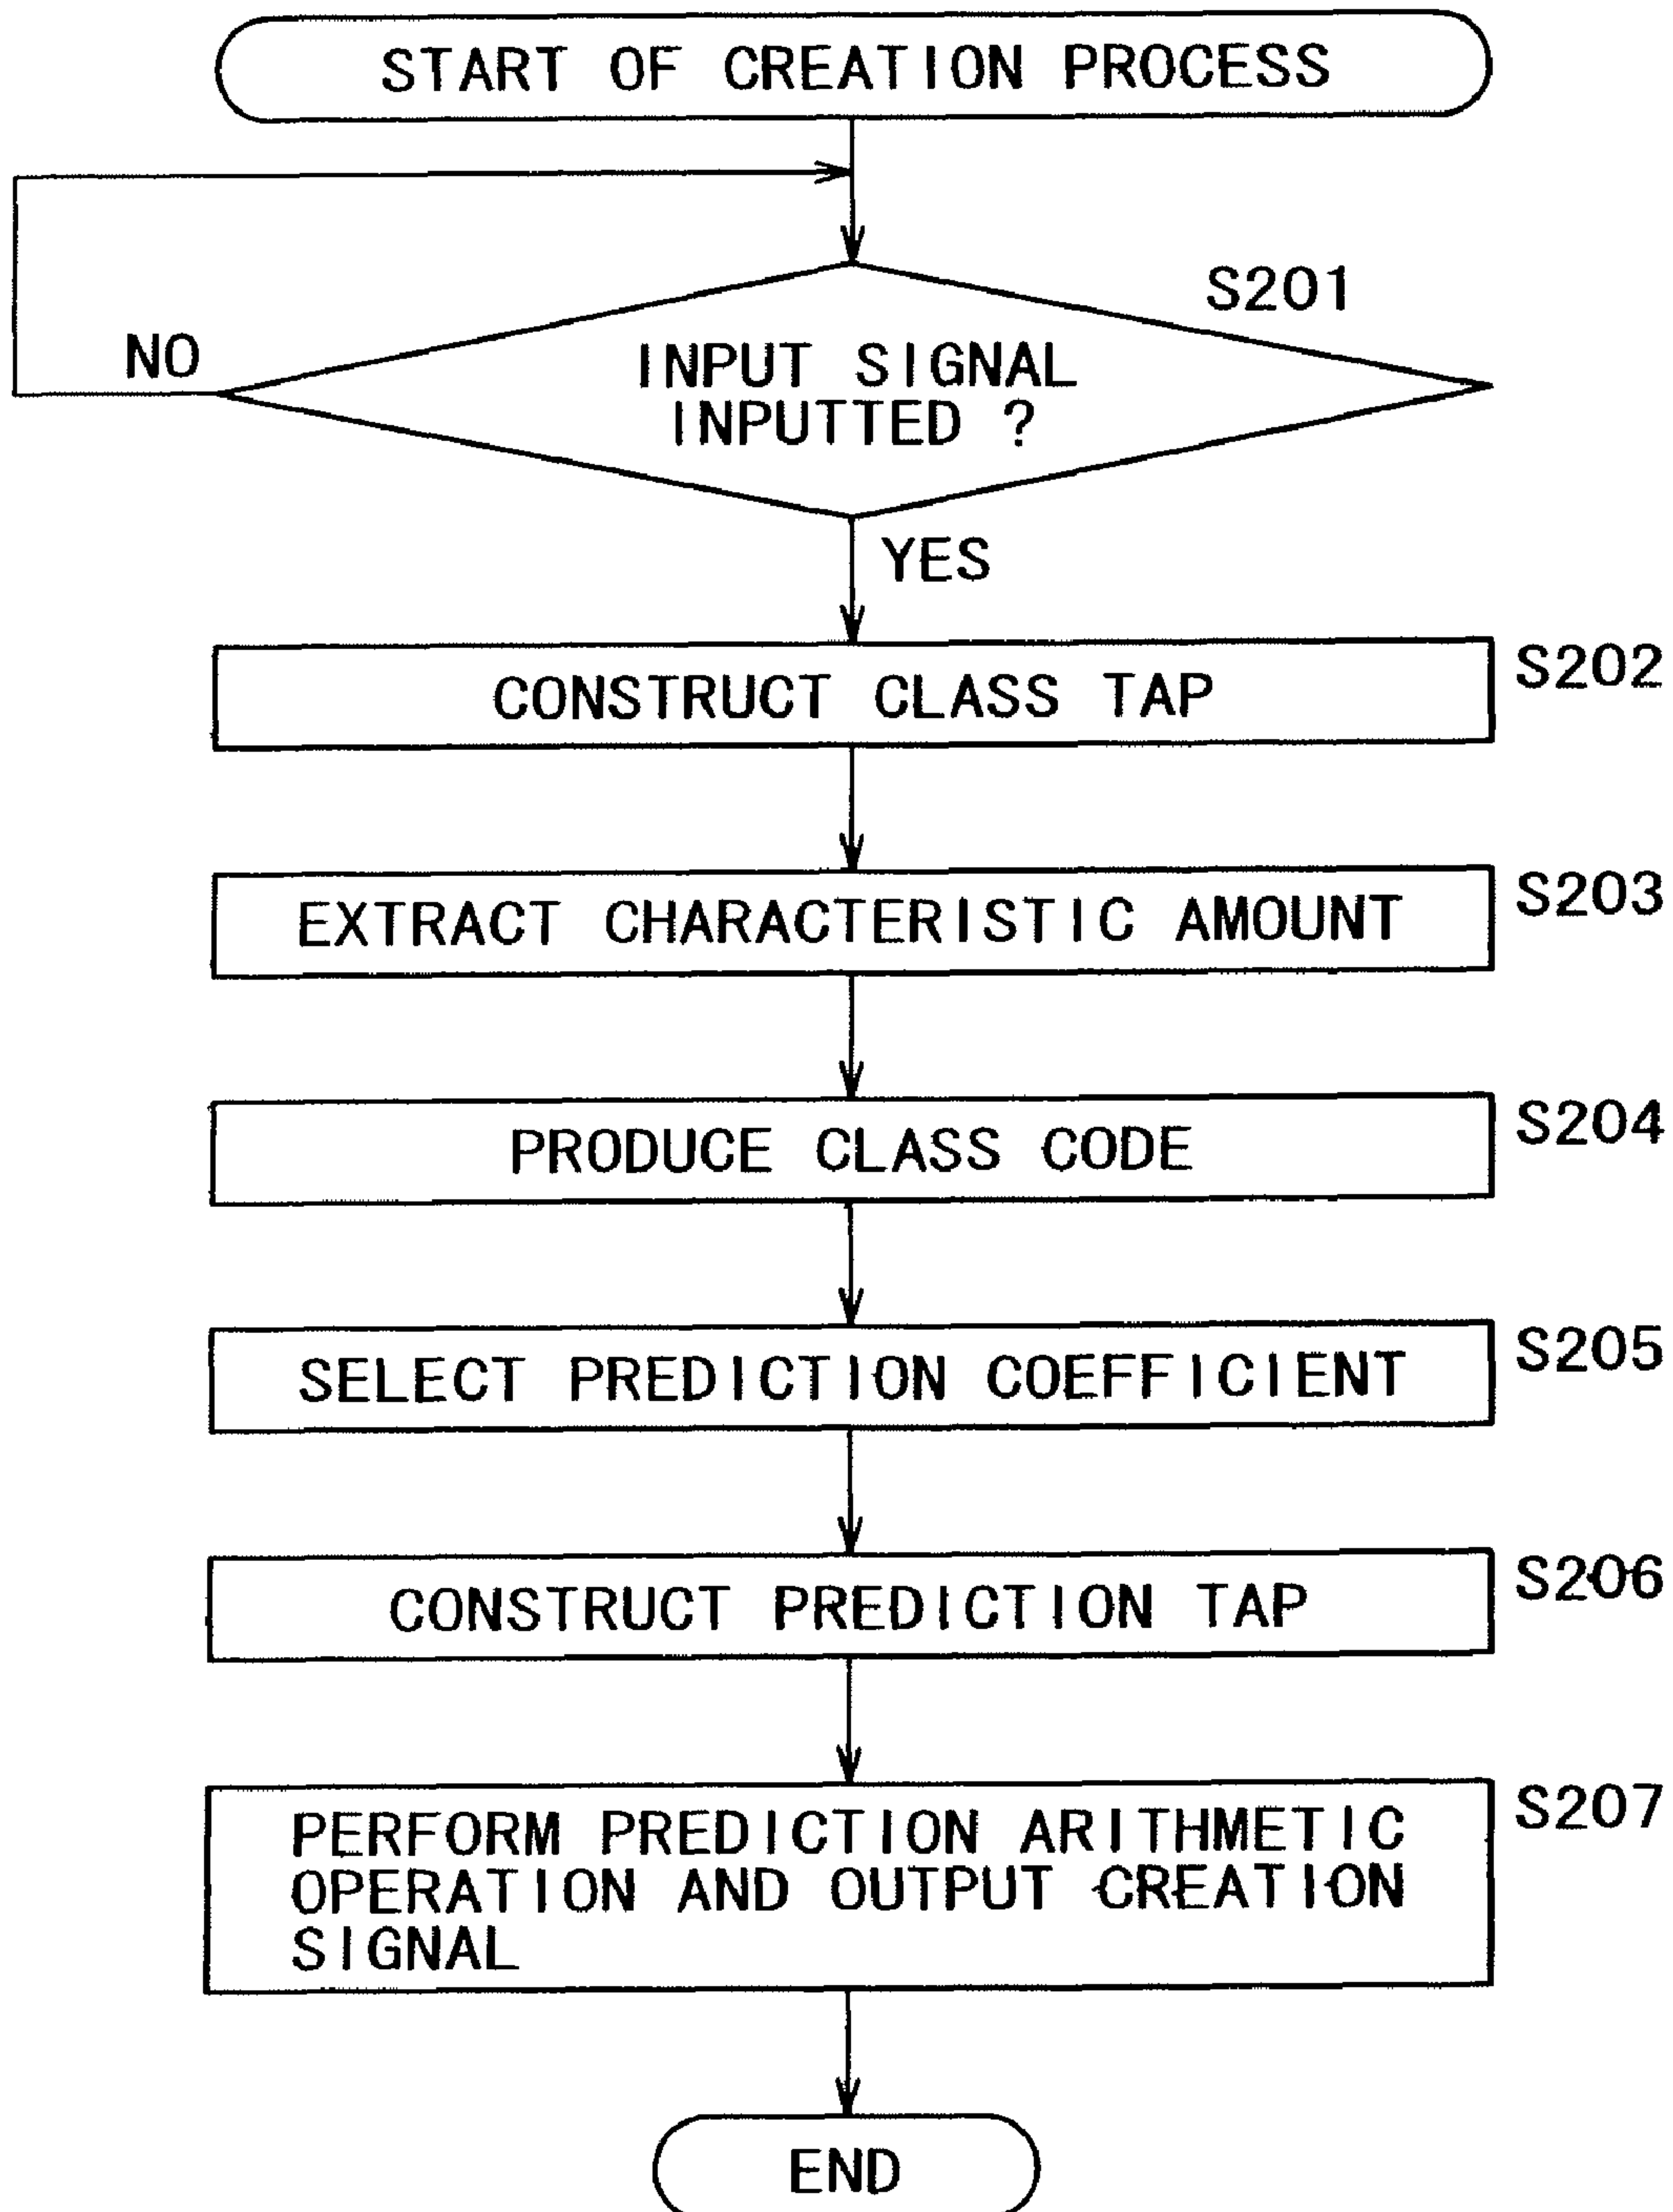 START OF CREATION PROCESS
S201
NO
INPUT SIGNAL
INPUTTED ?
YES
CONSTRUCT CLASS TAP
S202
EXTRACT CHARACTERISTIC AMOUNT
S203
PRODUCE CLASS CODE
S204
SELECT PREDICTION COEFFICIENT
S205
CONSTRUCT PREDICTION TAP
S206
PERFORM PREDICTION ARITHMETIC
OPERATION AND OUTPUT CREATION
SIGNAL
S207
END